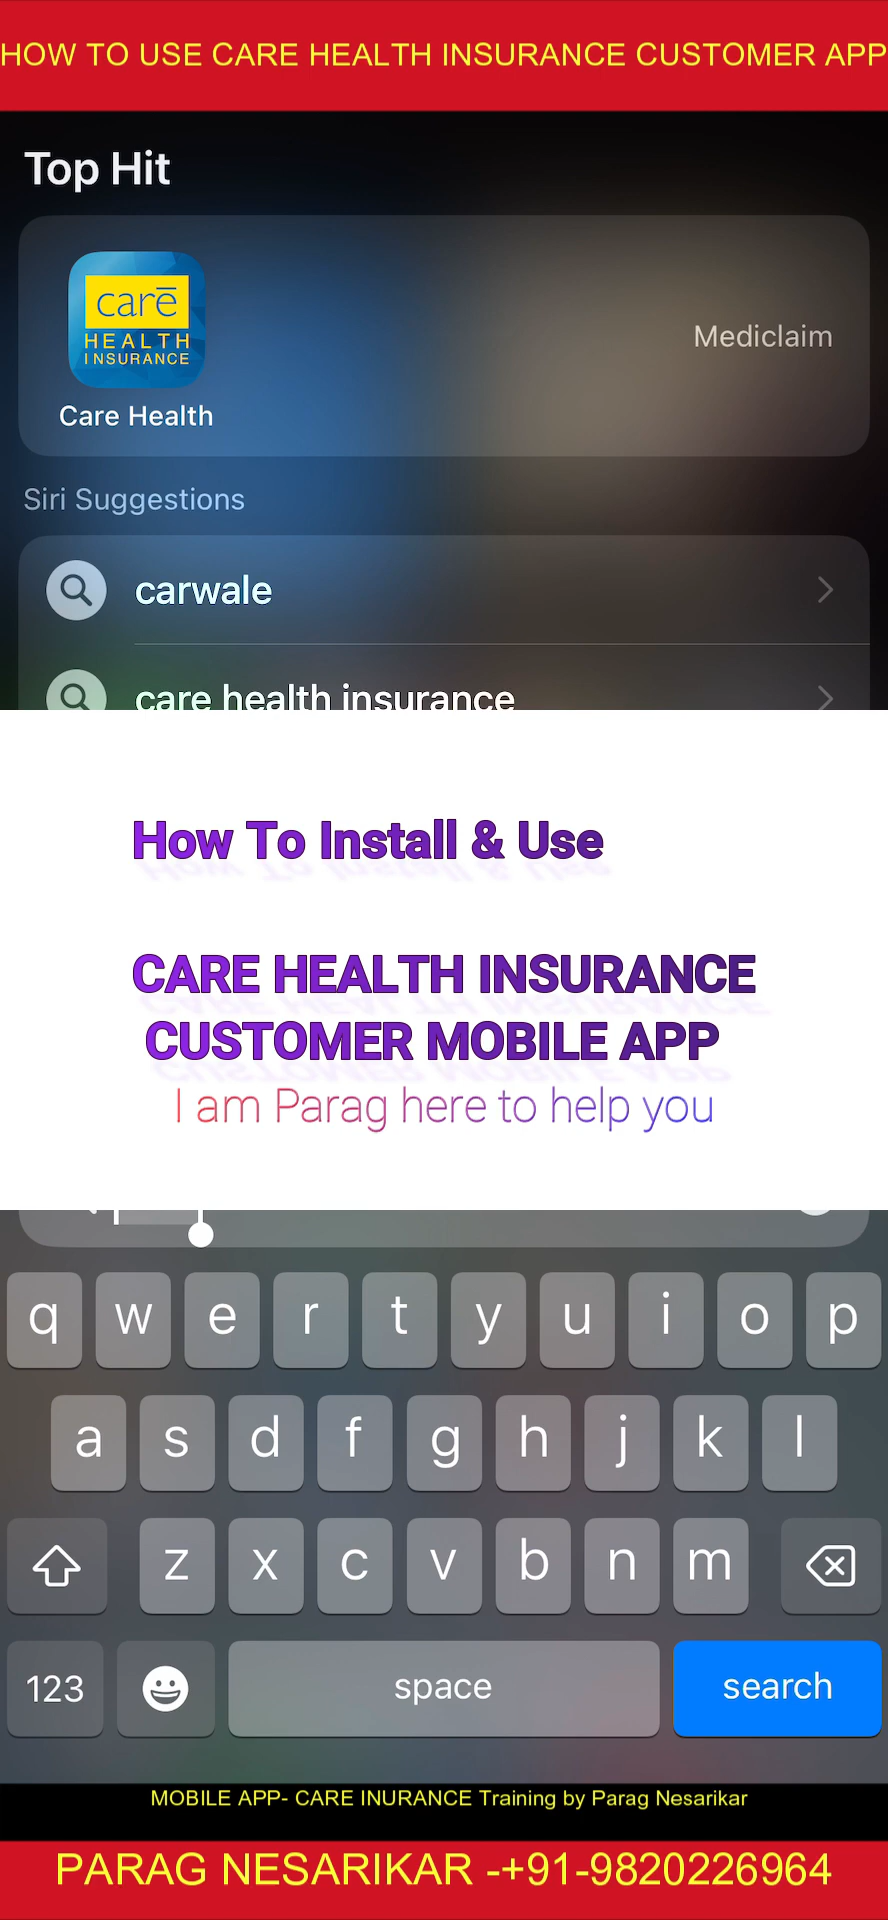 HOW TO USE CARE HEALTH INSURANCE CUSTOMER APP
Top Hit
carē
HEALTH
INSURANCE
Mediclaim
Care Health
Siri Suggestions
carwale
care health insurance
How To Install & Use
CARE HEALTH INSURANCE
CUSTOMER MOBILE APP
I am Parag here to help you
q w e r t y u i o p
a s d f g h j k l
z x c v b n m
123 space search
MOBILE APP- CARE INURANCE Training by Parag Nesarikar
PARAG NESARIKAR -+91-9820226964